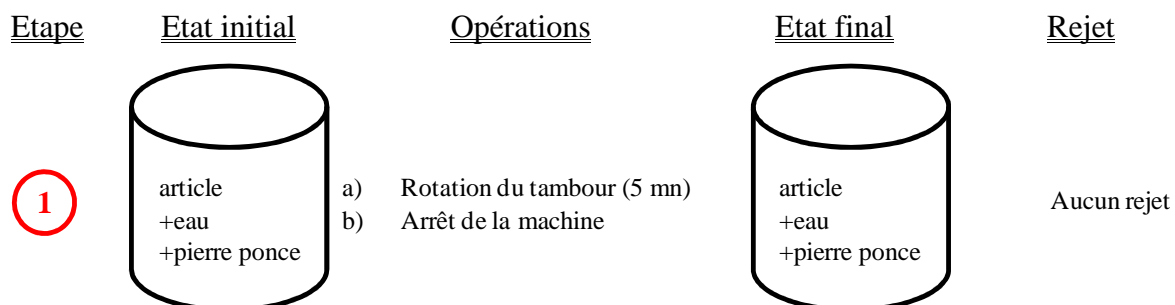 Etape Etat initial Opérations Etat final Rejet
article a) Rotation du tambour (5 mn) article
1 +eau b) Arrêt de la machine +eau Aucun rejet
+pierre ponce +pierre ponce